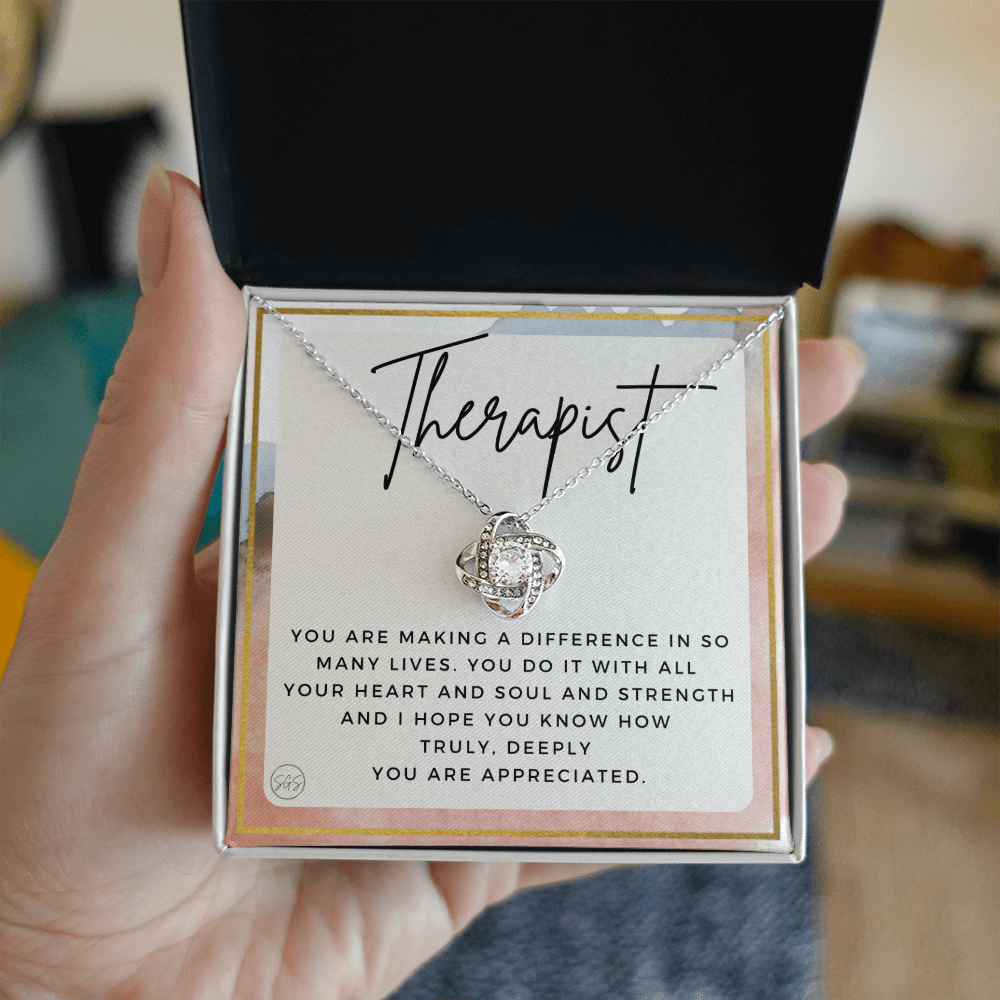 Therapist
YOU ARE MAKING A DIFFERENCE IN SO
MANY LIVES. YOU DO IT WITH ALL
YOUR HEART AND SOUL AND STRENGTH
AND I HOPE YOU KNOW HOW
TRULY, DEEPLY
YOU ARE APPRECIATED.
SGS